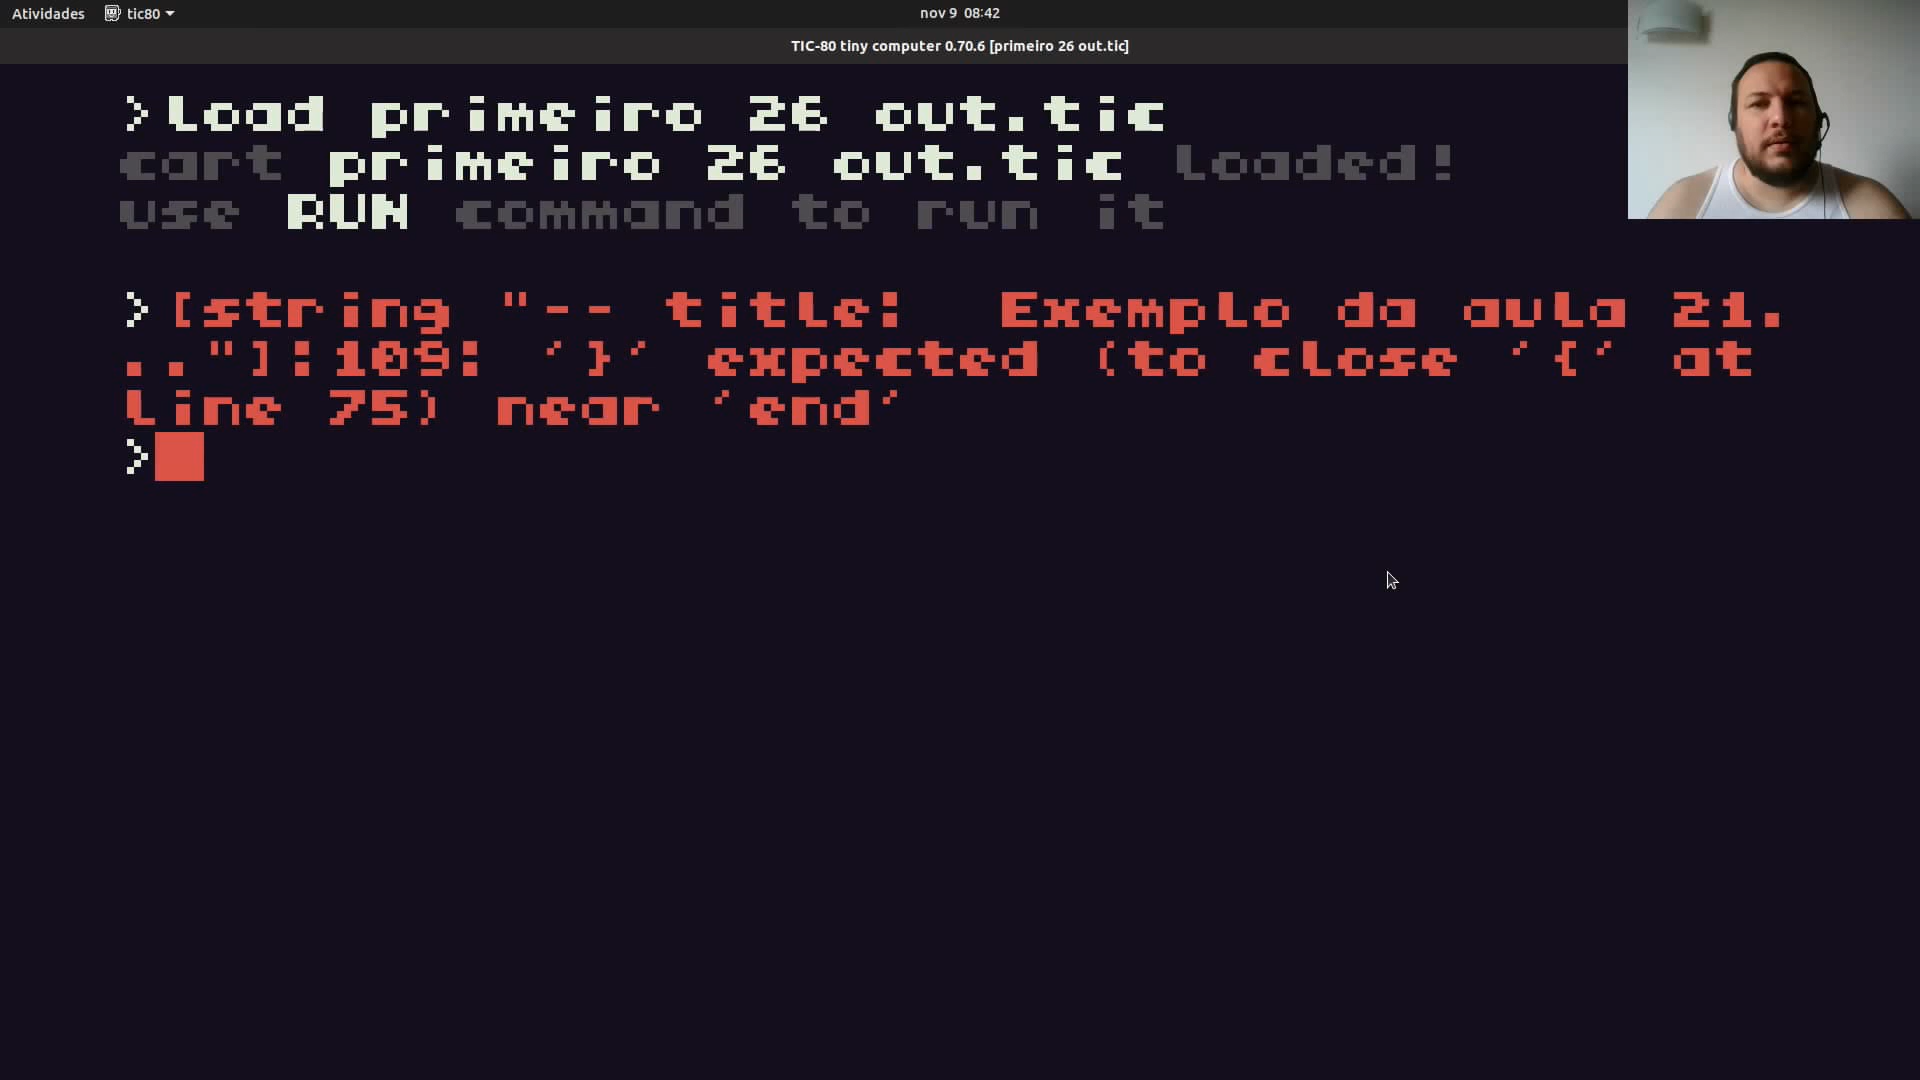 Atividades tic80 nov 9 08:42
TIC-80 tiny computer 0.70.6 [primeiro 26 out.tic]
>load primeiro 26 out.tic
cart primeiro 26 out.tic loaded!
use RUN command to run it
>[string "-- title:  Exemplo da aula 21.
.."]:109: '}' expected (to close '{' at
line 75) near 'end'
>